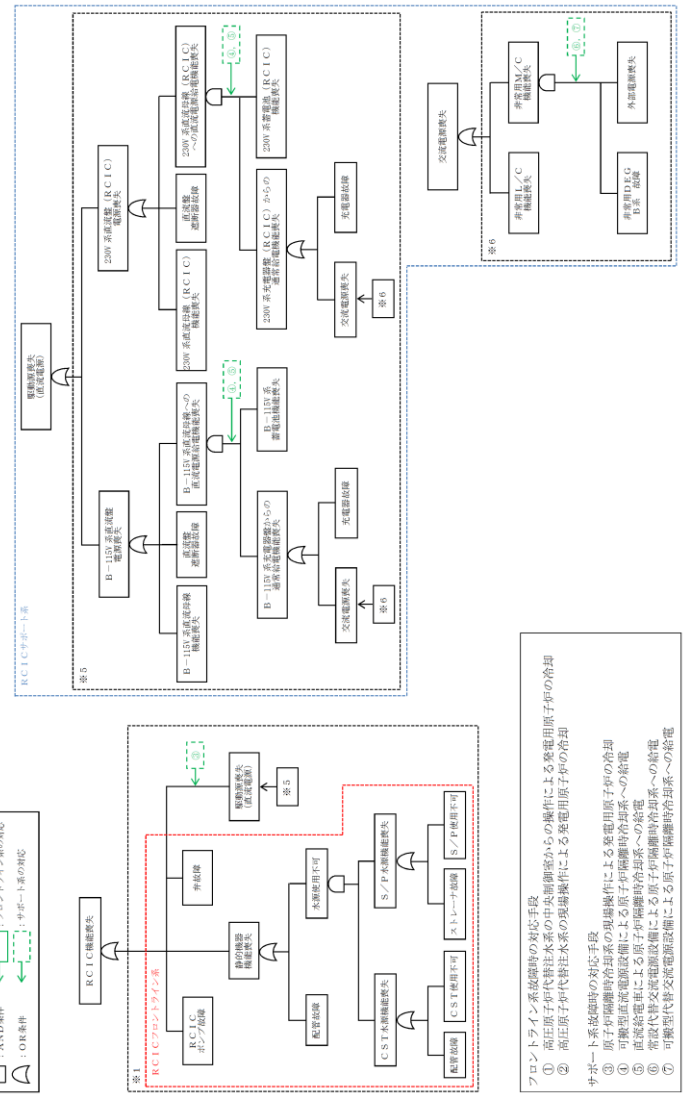 ：AND条件
：フロントライン系の対応
：OR条件
：サポート系の対応
※1
RCIC機能喪失
RCICフロントライン系
RCIC
ポンプ故障
静的機器
機能喪失
弁故障
駆動源喪失
(直流電源)
③
※5
配管故障
水源使用不可
CST水源機能喪失
S/P水源機能喪失
配管故障
CST使用不可
ストレーナ故障
S/P使用不可
RCICサポート系
※5
駆動源喪失
(直流電源)
B-115V系直流盤
電源喪失
230V系直流盤(RCIC)
電源喪失
B-115V系直流母線
機能喪失
直流盤
遮断器故障
B-115V系直流母線への
直流電源給電機能喪失
230V系直流母線(RCIC)
機能喪失
直流盤
遮断器故障
230V系直流母線(RCIC)
への直流電源給電機能喪失
④,⑤
④,⑤
B-115V系充電器盤からの
通常給電機能喪失
B-115V系
蓄電池機能喪失
230V系充電器盤(RCIC)からの
通常給電機能喪失
230V系蓄電池(RCIC)
機能喪失
交流電源喪失
充電器故障
交流電源喪失
充電器故障
※6
※6
交流電源喪失
※6
非常用L/C
機能喪失
非常用M/C
機能喪失
⑥,⑦
非常用DEG
B系 故障
外部電源喪失
フロントライン系故障時の対応手段
① 高圧原子炉代替注水系の中央制御室からの操作による発電用原子炉の冷却
② 高圧原子炉代替注水系の現場操作による発電用原子炉の冷却
サポート系故障時の対応手段
③ 原子炉隔離時冷却系の現場操作による発電用原子炉の冷却
④ 可搬型直流電源設備による原子炉隔離時冷却系への給電
⑤ 直流給電車による原子炉隔離時冷却系への給電
⑥ 常設代替交流電源設備による原子炉隔離時冷却系への給電
⑦ 可搬型代替交流電源設備による原子炉隔離時冷却系への給電